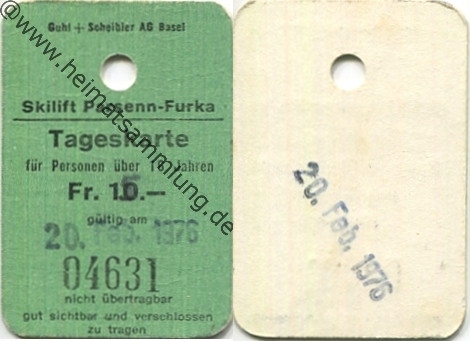 Guhl + Scheibler AG Basel
Skilift Parsenn-Furka
Tageskarte
für Personen über 16 Jahren
Fr. 15.—
gültig am
20. Feb. 1976
04631
nicht übertragbar
gut sichtbar und verschlossen
zu tragen
20. Feb. 1976
www.heimatsammlung.de